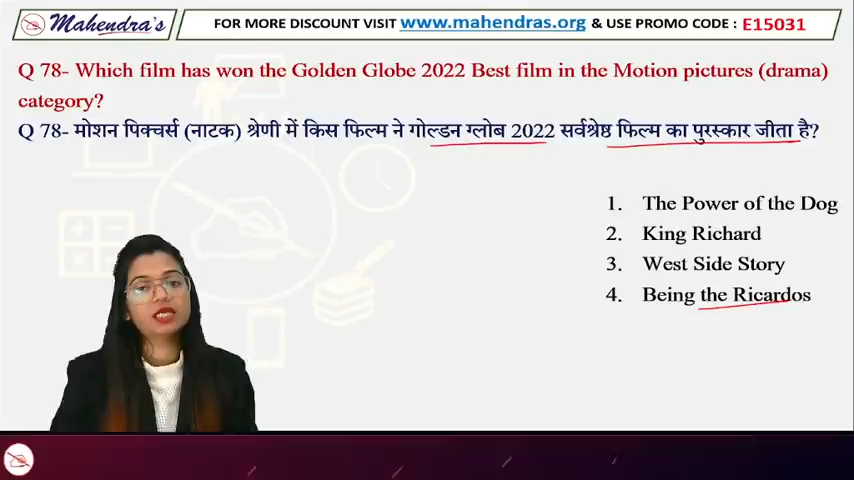 Mahendra's
FOR MORE DISCOUNT VISIT www.mahendras.org & USE PROMO CODE : E15031
Q 78- Which film has won the Golden Globe 2022 Best film in the Motion pictures (drama)
category?
Q 78- मोशन पिक्चर्स (नाटक) श्रेणी में किस फिल्म ने गोल्डन ग्लोब 2022 सर्वश्रेष्ठ फिल्म का पुरस्कार जीता है?
1. The Power of the Dog
2. King Richard
3. West Side Story
4. Being the Ricardos